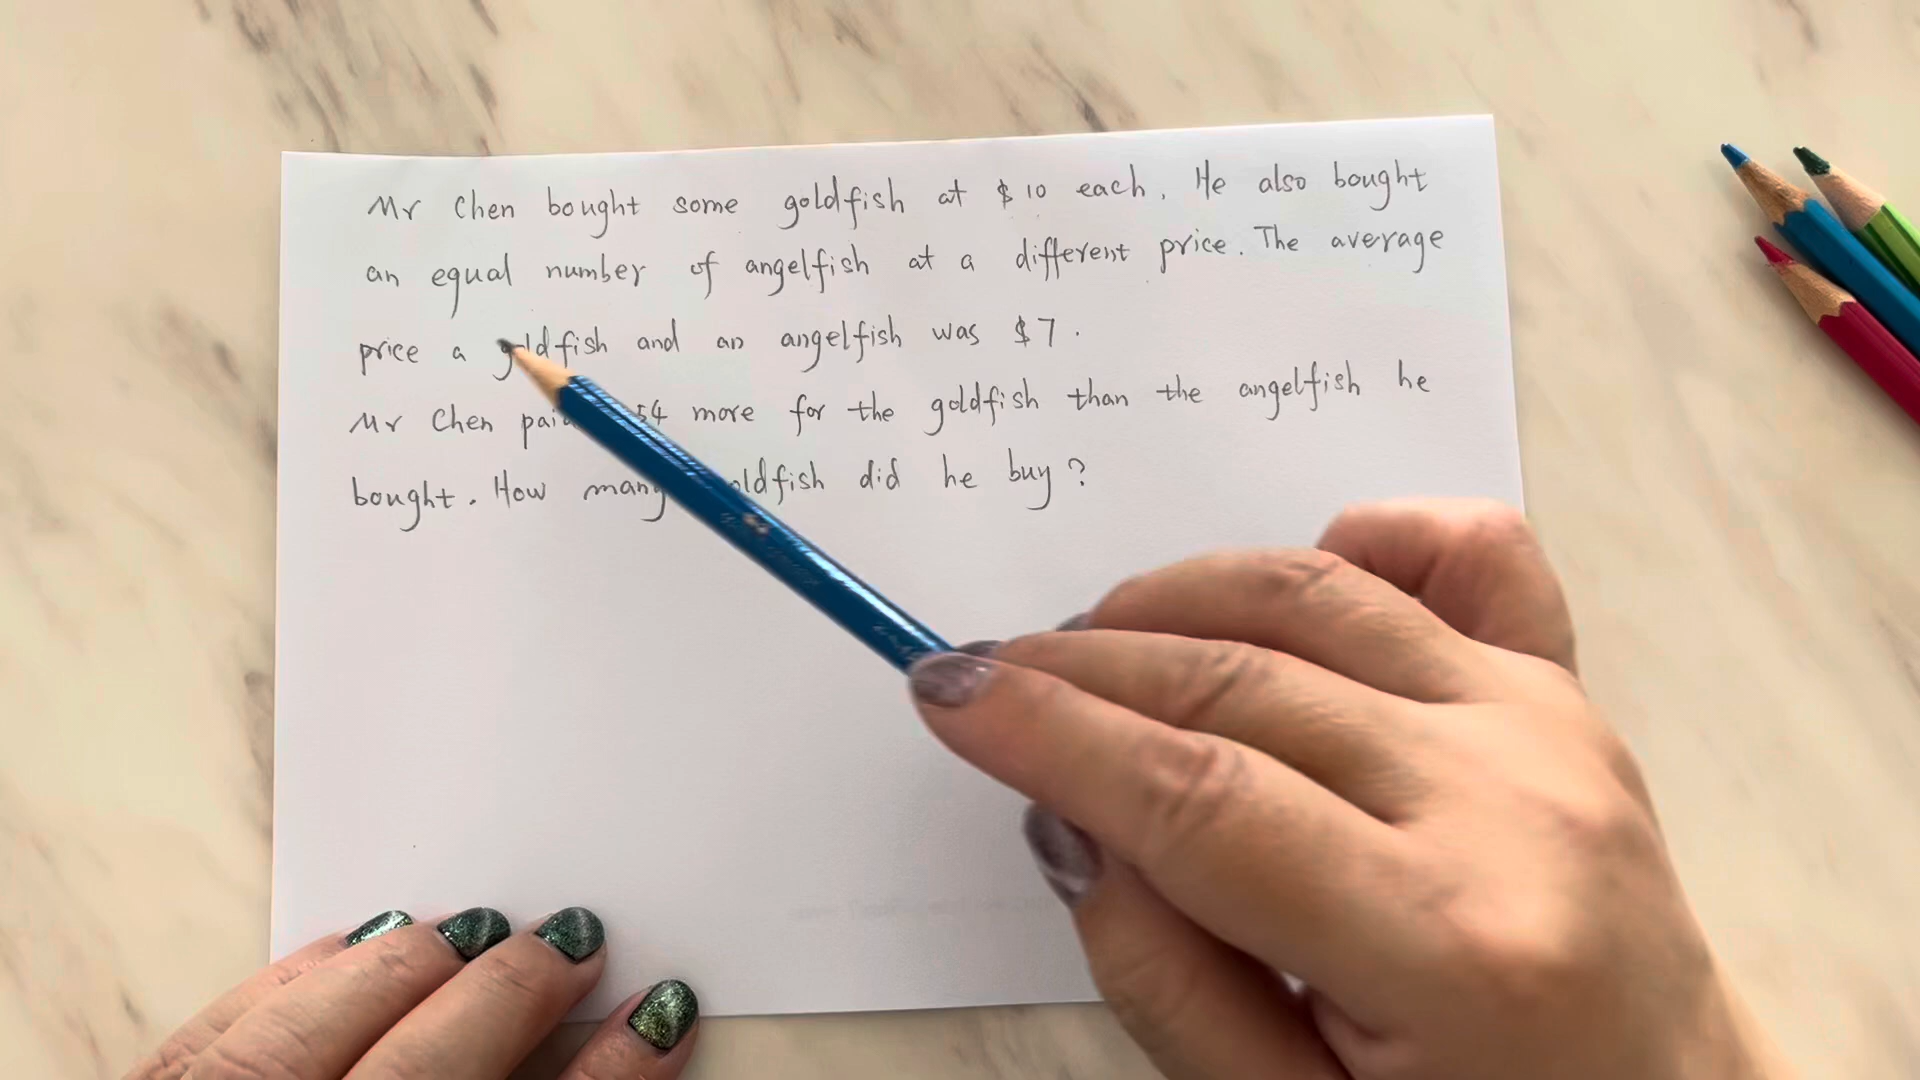 Mr Chen bought some goldfish at $10 each. He also bought
an equal number of angelfish at a different price. The average
price a goldfish and an angelfish was $7.
Mr Chen paid 54 more for the goldfish than the angelfish he
bought. How many goldfish did he buy?